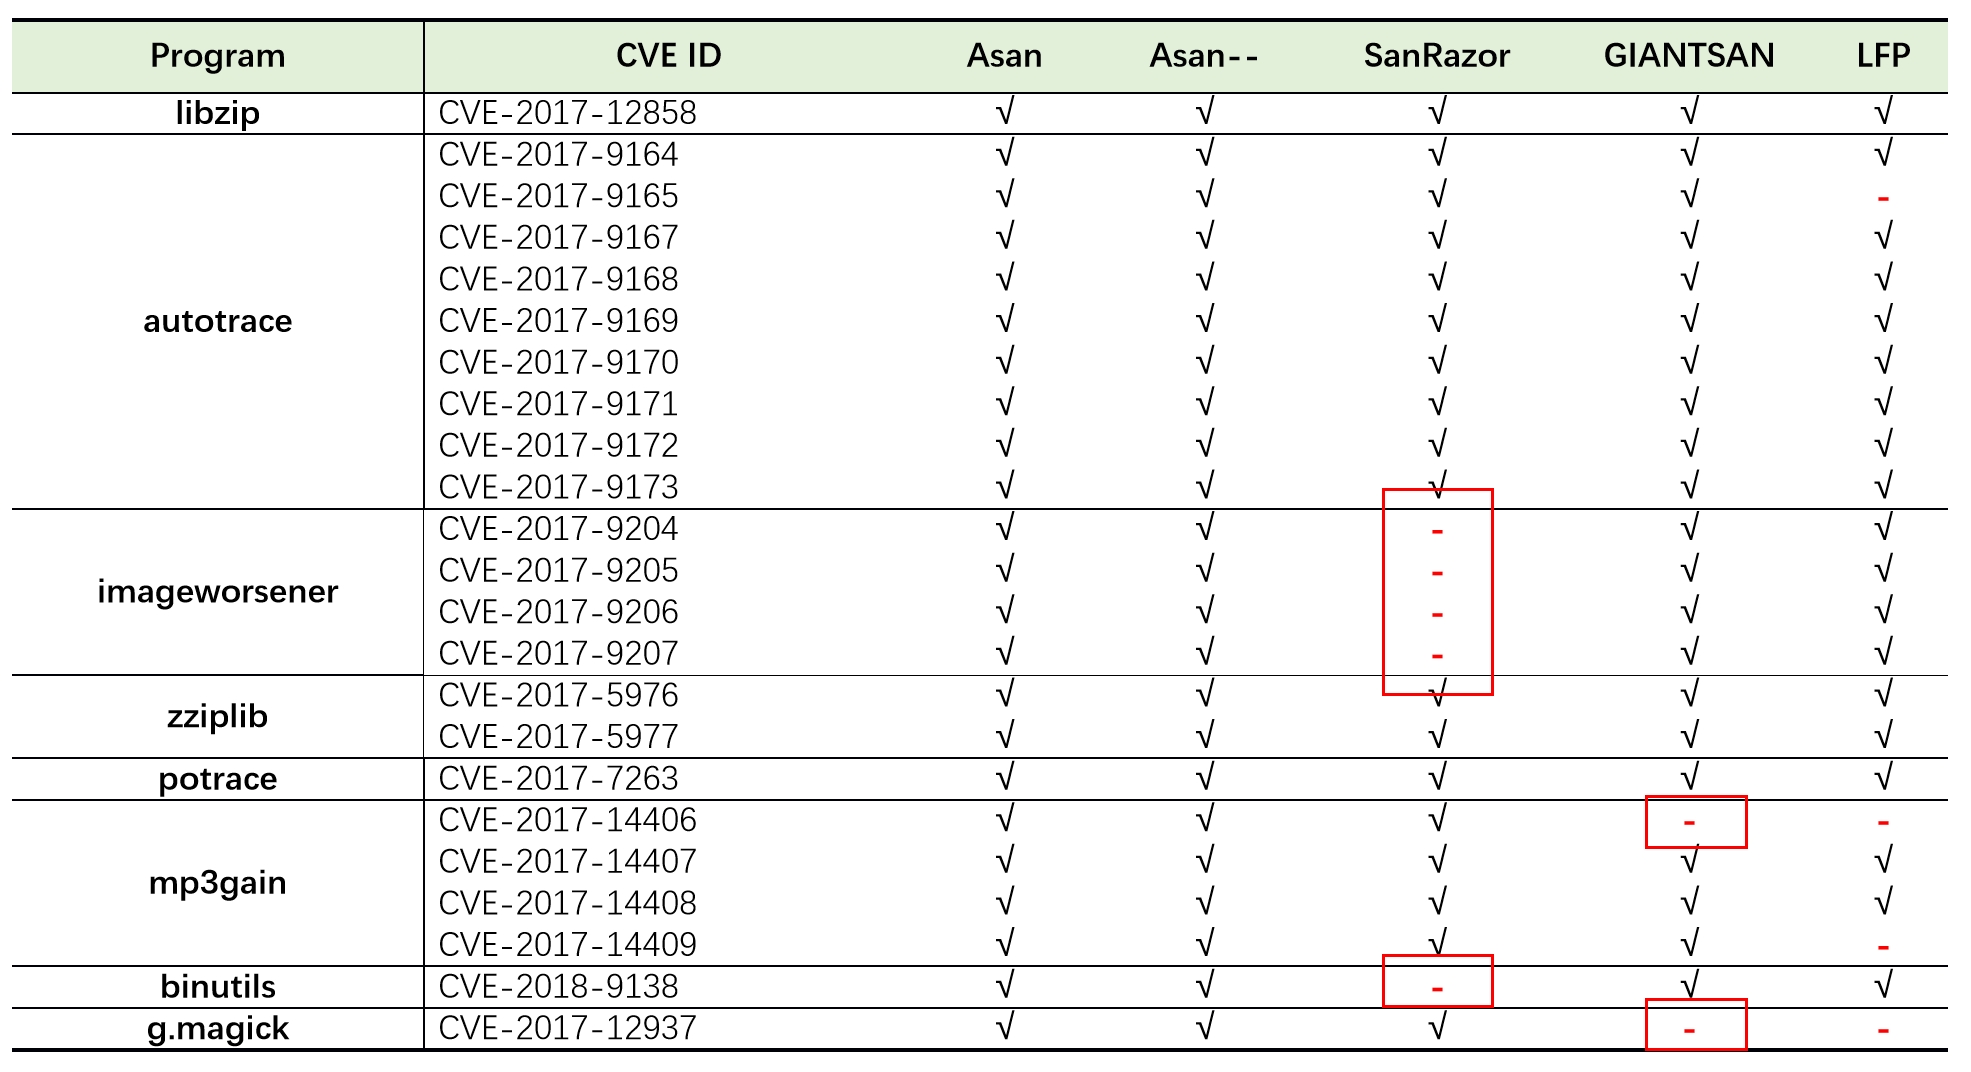 Program CVE ID Asan Asan-- SanRazor GIANTSAN LFP
libzip CVE-2017-12858 √ √ √ √ √
CVE-2017-9164 √ √ √ √ √
CVE-2017-9165 √ √ √ √ -
CVE-2017-9167 √ √ √ √ √
CVE-2017-9168 √ √ √ √ √
autotrace CVE-2017-9169 √ √ √ √ √
CVE-2017-9170 √ √ √ √ √
CVE-2017-9171 √ √ √ √ √
CVE-2017-9172 √ √ √ √ √
CVE-2017-9173 √ √ √ √ √
CVE-2017-9204 √ √ - √ √
CVE-2017-9205 √ √ - √ √
imageworsener
CVE-2017-9206 √ √ - √ √
CVE-2017-9207 √ √ - √ √
CVE-2017-5976 √ √ √ √ √
zziplib
CVE-2017-5977 √ √ √ √ √
potrace CVE-2017-7263 √ √ √ √ √
CVE-2017-14406 √ √ √ - -
CVE-2017-14407 √ √ √ √ √
mp3gain
CVE-2017-14408 √ √ √ √ √
CVE-2017-14409 √ √ √ √ -
binutils CVE-2018-9138 √ √ - √ √
g.magick CVE-2017-12937 √ √ √ - -